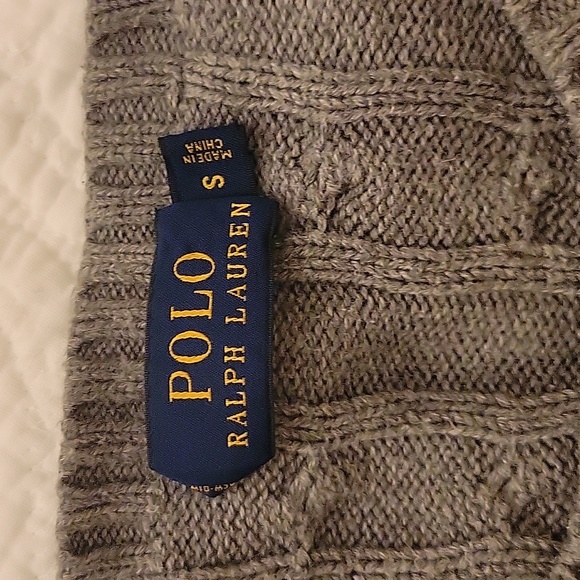 POLO
RALPH LAUREN
S
MADE IN
CHINA